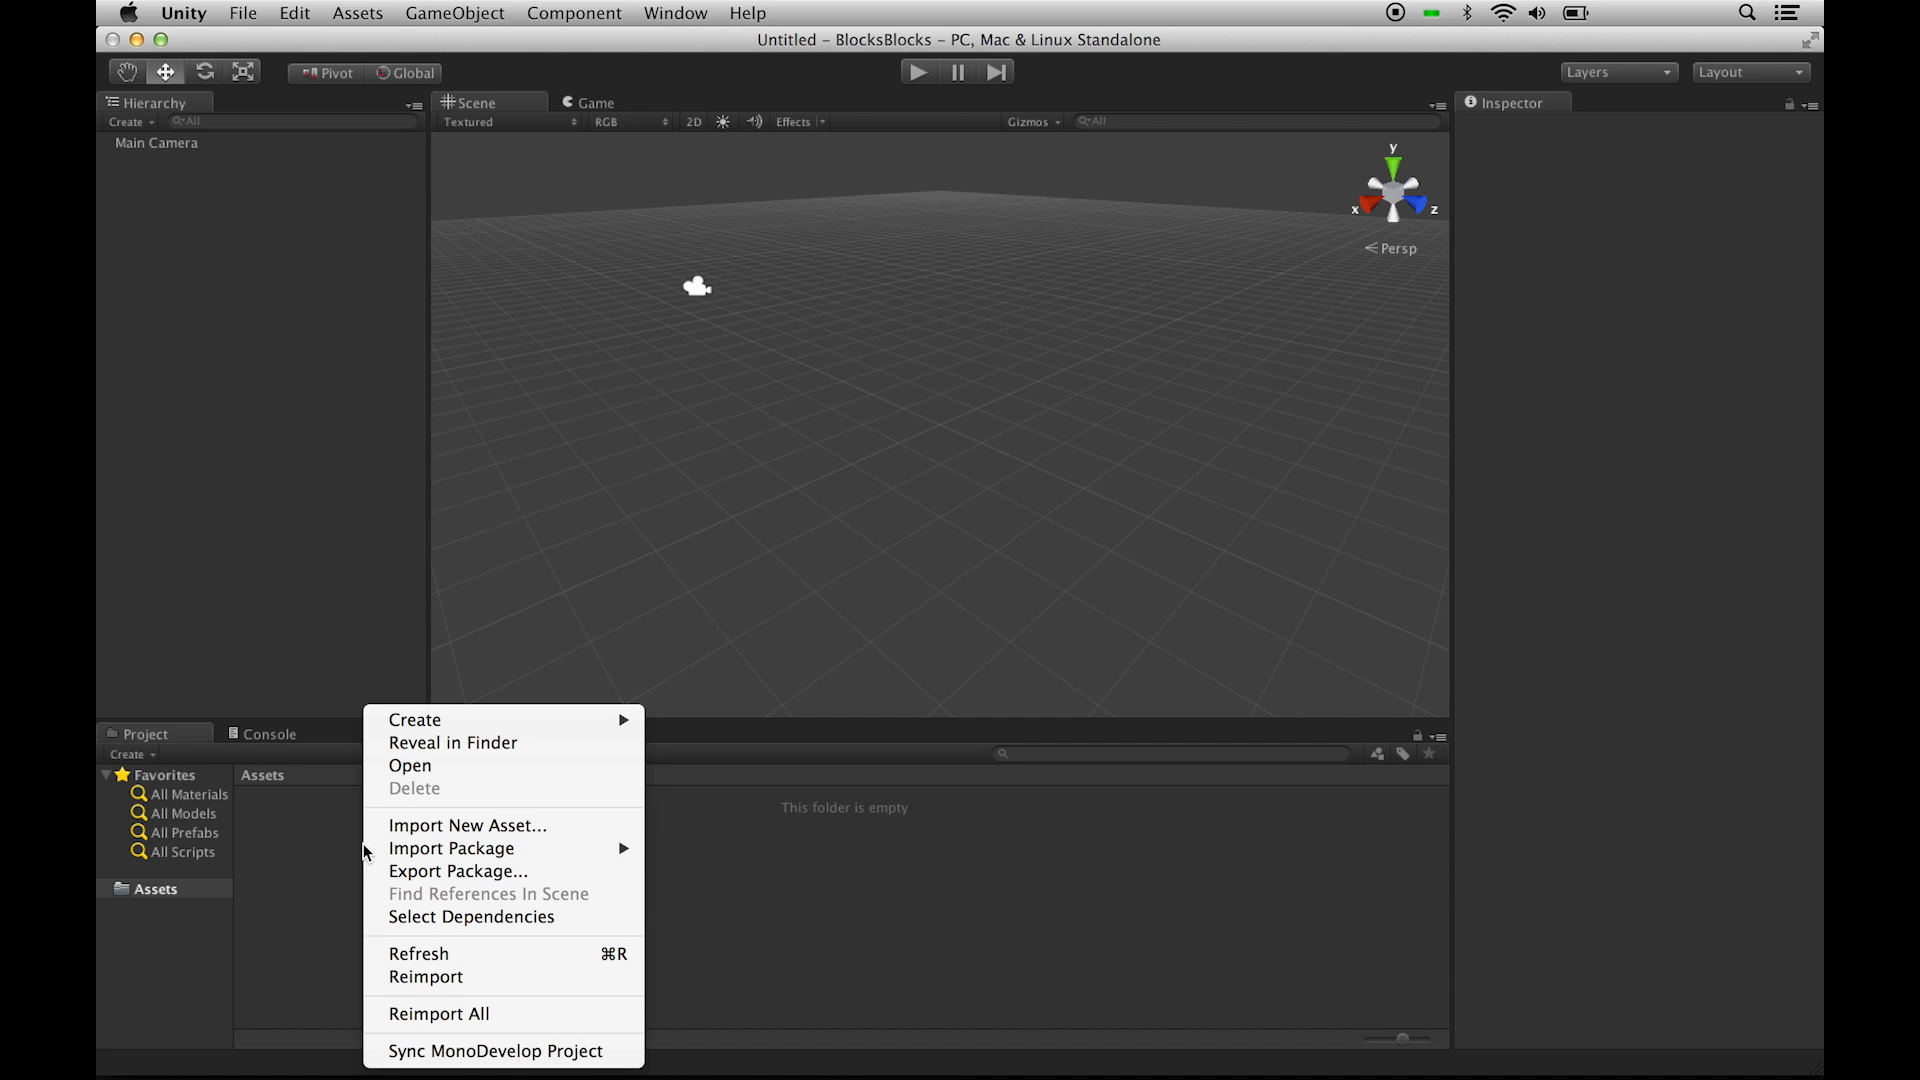 Unity File Edit Assets GameObject Component Window Help
Untitled – BlocksBlocks – PC, Mac & Linux Standalone
Pivot Global Layers Layout
Hierarchy
Create All
Main Camera
Scene Game
Textured RGB 2D Effects Gizmos All
y
x z
Persp
Inspector
Project Console
Create
Favorites
All Materials
All Models
All Prefabs
All Scripts
Assets
Assets
This folder is empty
Create
Reveal in Finder
Open
Delete
Import New Asset...
Import Package
Export Package...
Find References In Scene
Select Dependencies
Refresh ⌘R
Reimport
Reimport All
Sync MonoDevelop Project